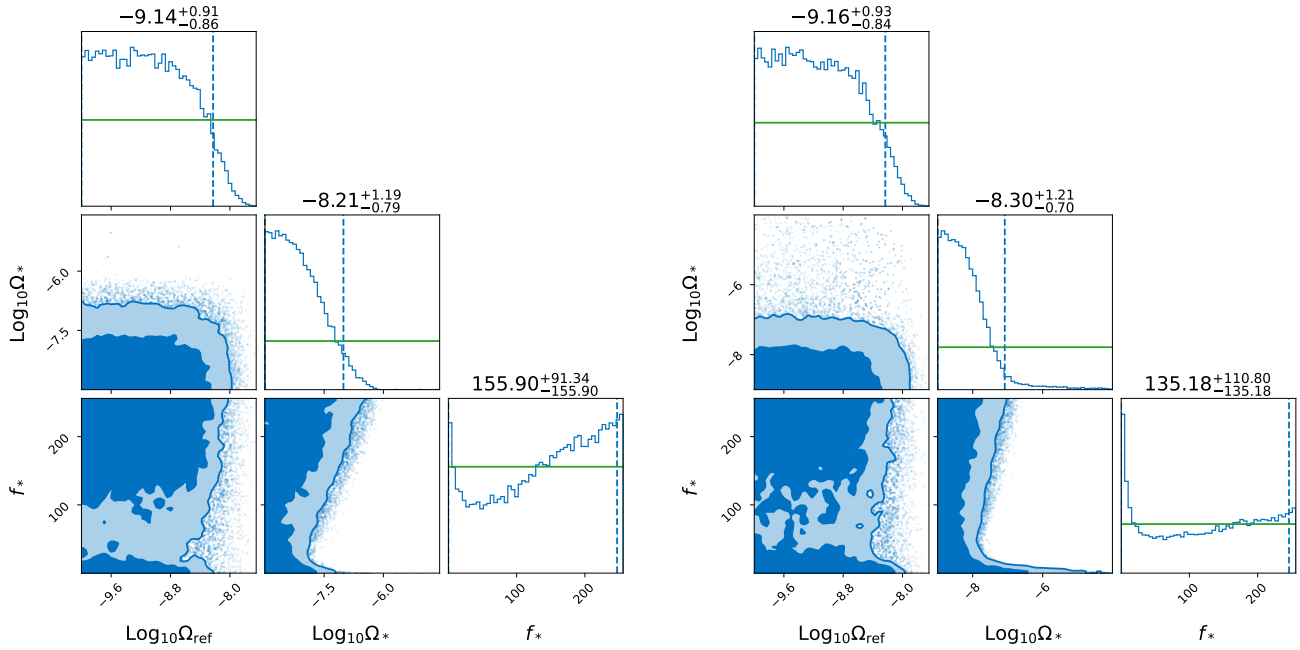 −9.14+0.91−0.86
−8.21+1.19−0.79
155.90+91.34−155.90
Log10Ω*
−6.0
−7.5
f*
200
100
−9.6 −8.8 −8.0
−7.5 −6.0
100 200
Log10Ωref
Log10Ω*
f*
−9.16+0.93−0.84
−8.30+1.21−0.70
135.18+110.80−135.18
Log10Ω*
−6
−8
f*
200
100
−9.6 −8.8 −8.0
−8 −6
100 200
Log10Ωref
Log10Ω*
f*